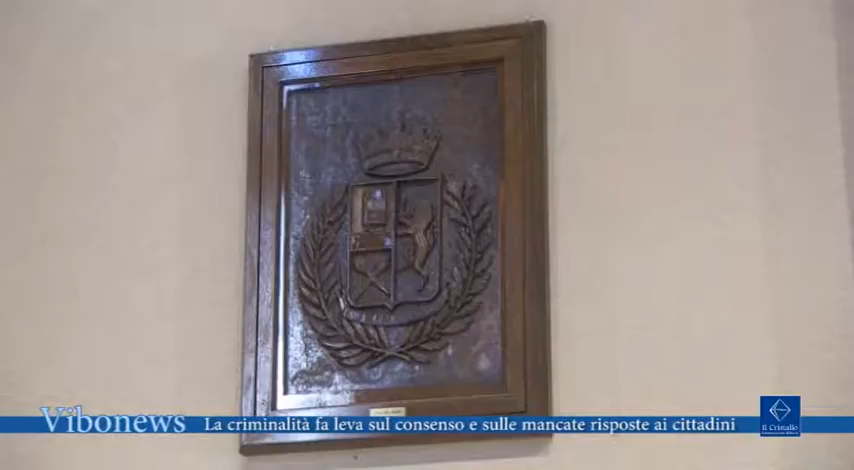 Vibonews
La criminalità fa leva sul consenso e sulle mancate risposte ai cittadini
Il Cristallo